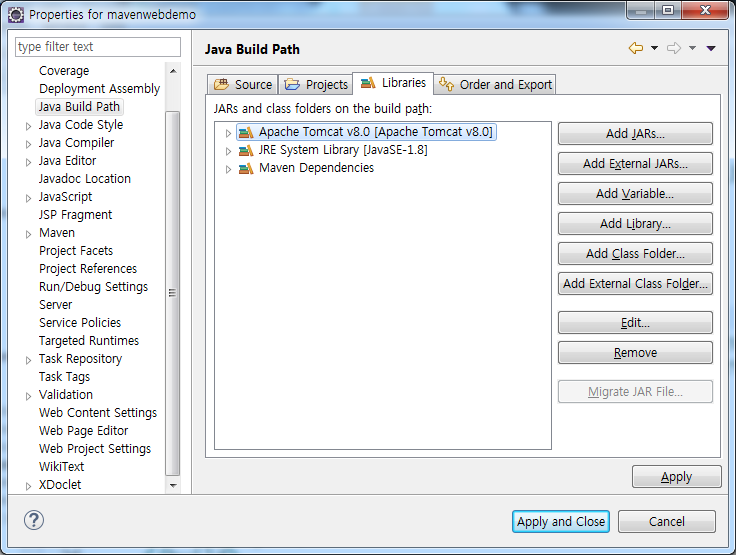 Properties for mavenwebdemo
type filter text
Coverage
Deployment Assembly
Java Build Path
Java Code Style
Java Compiler
Java Editor
Javadoc Location
JavaScript
JSP Fragment
Maven
Project Facets
Project References
Run/Debug Settings
Server
Service Policies
Targeted Runtimes
Task Repository
Task Tags
Validation
Web Content Settings
Web Page Editor
Web Project Settings
WikiText
XDoclet
Java Build Path
Source Projects Libraries Order and Export
JARs and class folders on the build path:
Apache Tomcat v8.0 [Apache Tomcat v8.0]
JRE System Library [JavaSE-1.8]
Maven Dependencies
Add JARs...
Add External JARs...
Add Variable...
Add Library...
Add Class Folder...
Add External Class Folder...
Edit...
Remove
Migrate JAR File...
Apply
? Apply and Close Cancel